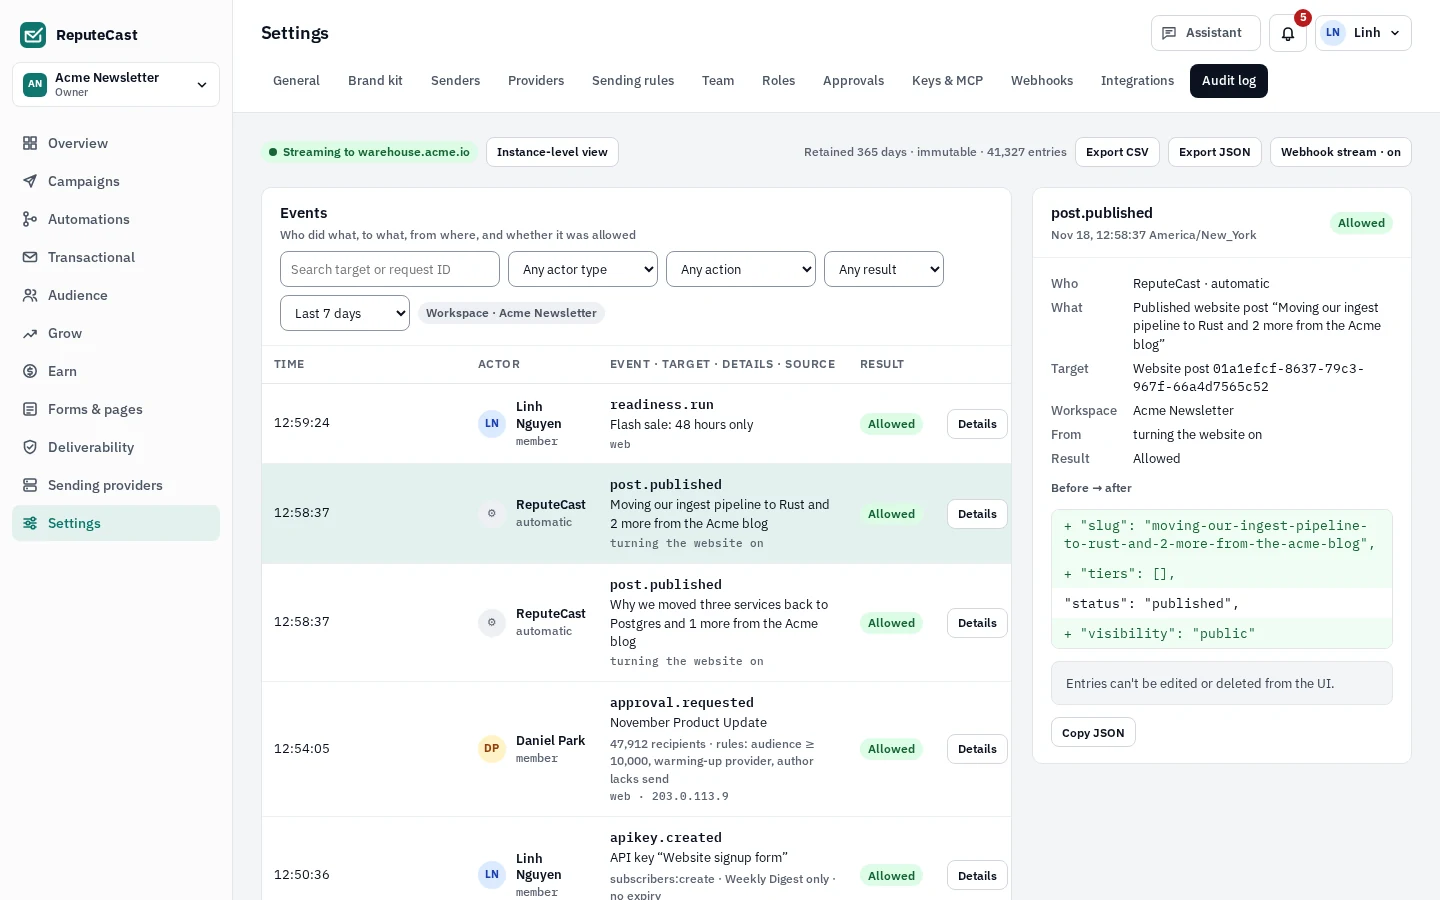 ReputeCast
AN
Acme Newsletter
Owner
Overview
Campaigns
Automations
Transactional
Audience
Grow
Earn
Forms & pages
Deliverability
Sending providers
Settings
Settings
Assistant
5
LN
Linh
General
Brand kit
Senders
Providers
Sending rules
Team
Roles
Approvals
Keys & MCP
Webhooks
Integrations
Audit log
Streaming to warehouse.acme.io
Instance-level view
Retained 365 days · immutable · 41,327 entries
Export CSV
Export JSON
Webhook stream · on
Events
Who did what, to what, from where, and whether it was allowed
Search target or request ID
Any actor type
Any action
Any result
Last 7 days
Workspace · Acme Newsletter
TIME
ACTOR
EVENT · TARGET · DETAILS · SOURCE
RESULT
12:59:24
LN
Linh
Nguyen
member
readiness.run
Flash sale: 48 hours only
web
Allowed
Details
12:58:37
ReputeCast
automatic
post.published
Moving our ingest pipeline to Rust and
2 more from the Acme blog
turning the website on
Allowed
Details
12:58:37
ReputeCast
automatic
post.published
Why we moved three services back to
Postgres and 1 more from the Acme
blog
turning the website on
Allowed
Details
12:54:05
DP
Daniel Park
member
approval.requested
November Product Update
47,912 recipients · rules: audience ≥
10,000, warming-up provider, author
lacks send
web · 203.0.113.9
Allowed
Details
12:50:36
LN
Linh
Nguyen
member
apikey.created
API key “Website signup form”
subscribers:create · Weekly Digest only ·
no expiry
Allowed
Details
post.published
Nov 18, 12:58:37 America/New_York
Allowed
Who
ReputeCast · automatic
What
Published website post “Moving our ingest
pipeline to Rust and 2 more from the Acme
blog”
Target
Website post 01a1efcf-8637-79c3-
967f-66a4d7565c52
Workspace
Acme Newsletter
From
turning the website on
Result
Allowed
Before → after
+ "slug": "moving-our-ingest-pipeline-
to-rust-and-2-more-from-the-acme-blog",
+ "tiers": [],
"status": "published",
+ "visibility": "public"
Entries can't be edited or deleted from the UI.
Copy JSON